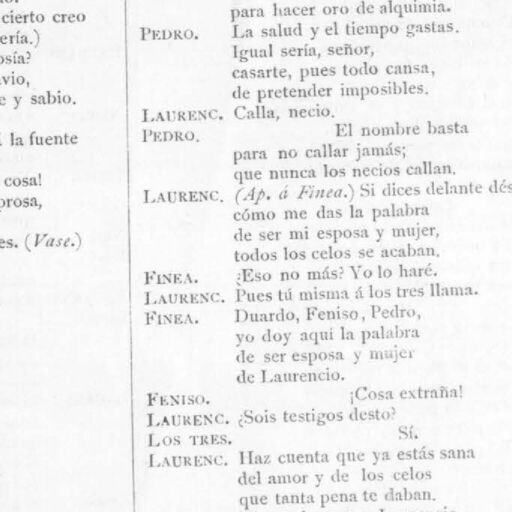 cierto creo
ería.)
osía?
vio,
e y sabio.
la fuente
cosa!
prosa,
es. (Vase.)
para hacer oro de alquimia.
PEDRO. La salud y el tiempo gastas.
Igual sería, señor,
casarte, pues todo cansa,
de pretender imposibles.
LAURENC. Calla, necio.
PEDRO. El nombre basta
para no callar jamás;
que nunca los necios callan.
LAURENC. (Ap. á Finea.) Si dices delante dés
cómo me das la palabra
de ser mi esposa y mujer,
todos los celos se acaban.
FINEA. ¿Eso no más? Yo lo haré.
LAURENC. Pues tú misma á los tres llama.
FINEA. Duardo, Feniso, Pedro,
yo doy aquí la palabra
de ser esposa y mujer
de Laurencio.
FENISO. ¡Cosa extraña!
LAURENC. ¿Sois testigos desto?
LOS TRES. Sí.
LAURENC. Haz cuenta que ya estás sana
del amor y de los celos
que tanta pena te daban.